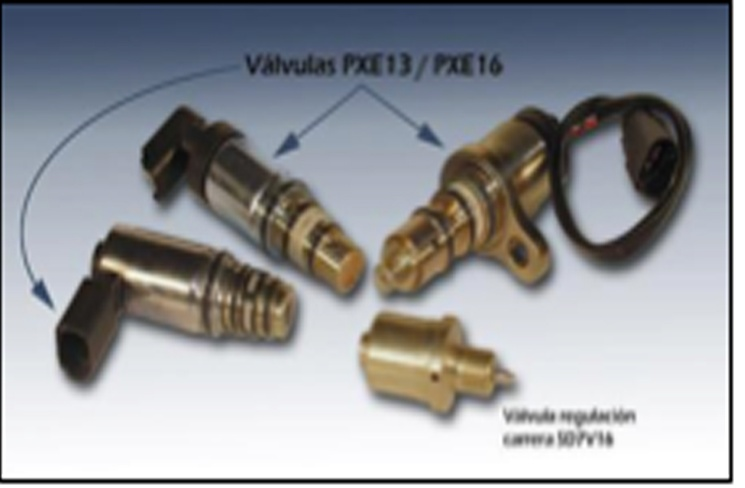 Válvulas PXE13 / PXE16
Válvula regulación
carrera SD7V16